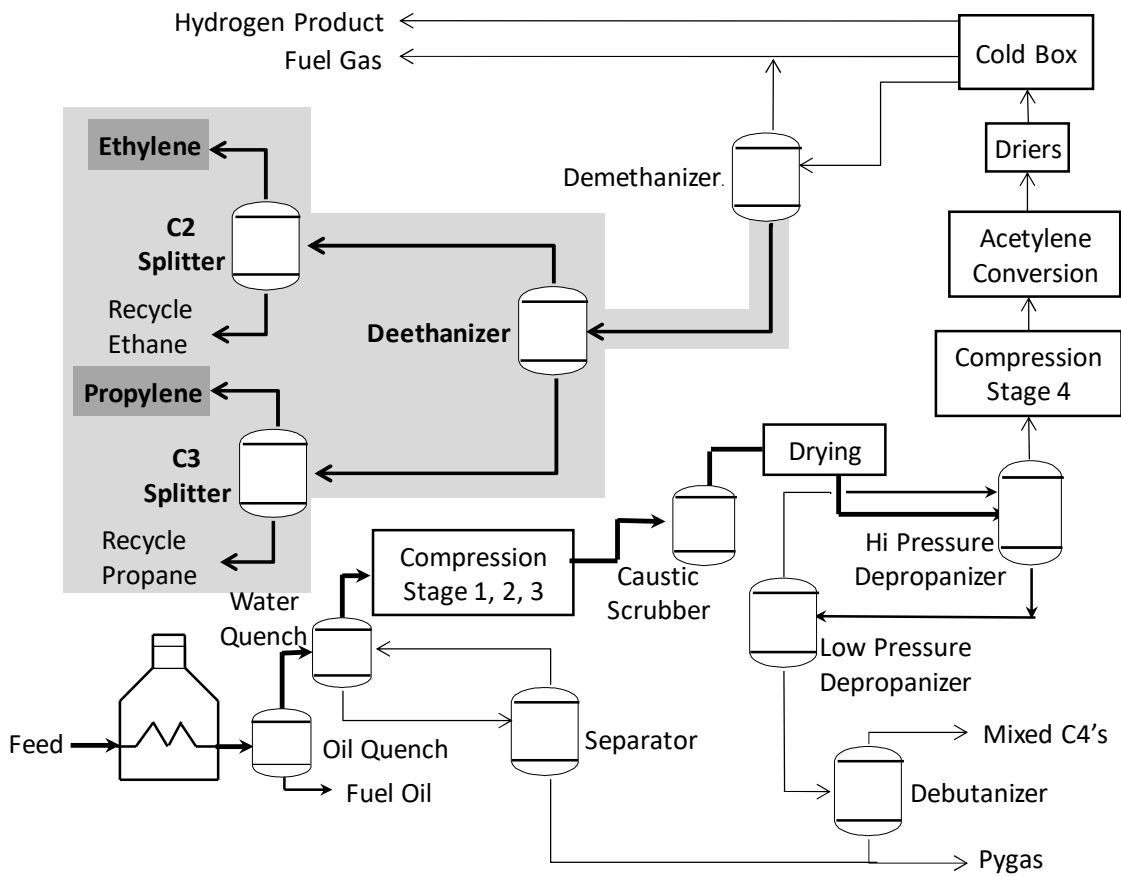 Hydrogen Product
Fuel Gas
Cold Box
Ethylene
Driers
Demethanizer.
C2
Splitter
Acetylene
Conversion
Recycle
Ethane
Deethanizer
Compression
Stage 4
Propylene
C3
Splitter
Drying
Recycle
Propane
Compression
Stage 1, 2, 3
Hi Pressure
Depropanizer
Caustic
Scrubber
Water
Quench
Low Pressure
Depropanizer
Feed
Oil Quench
Separator
Mixed C4's
Fuel Oil
Debutanizer
Pygas